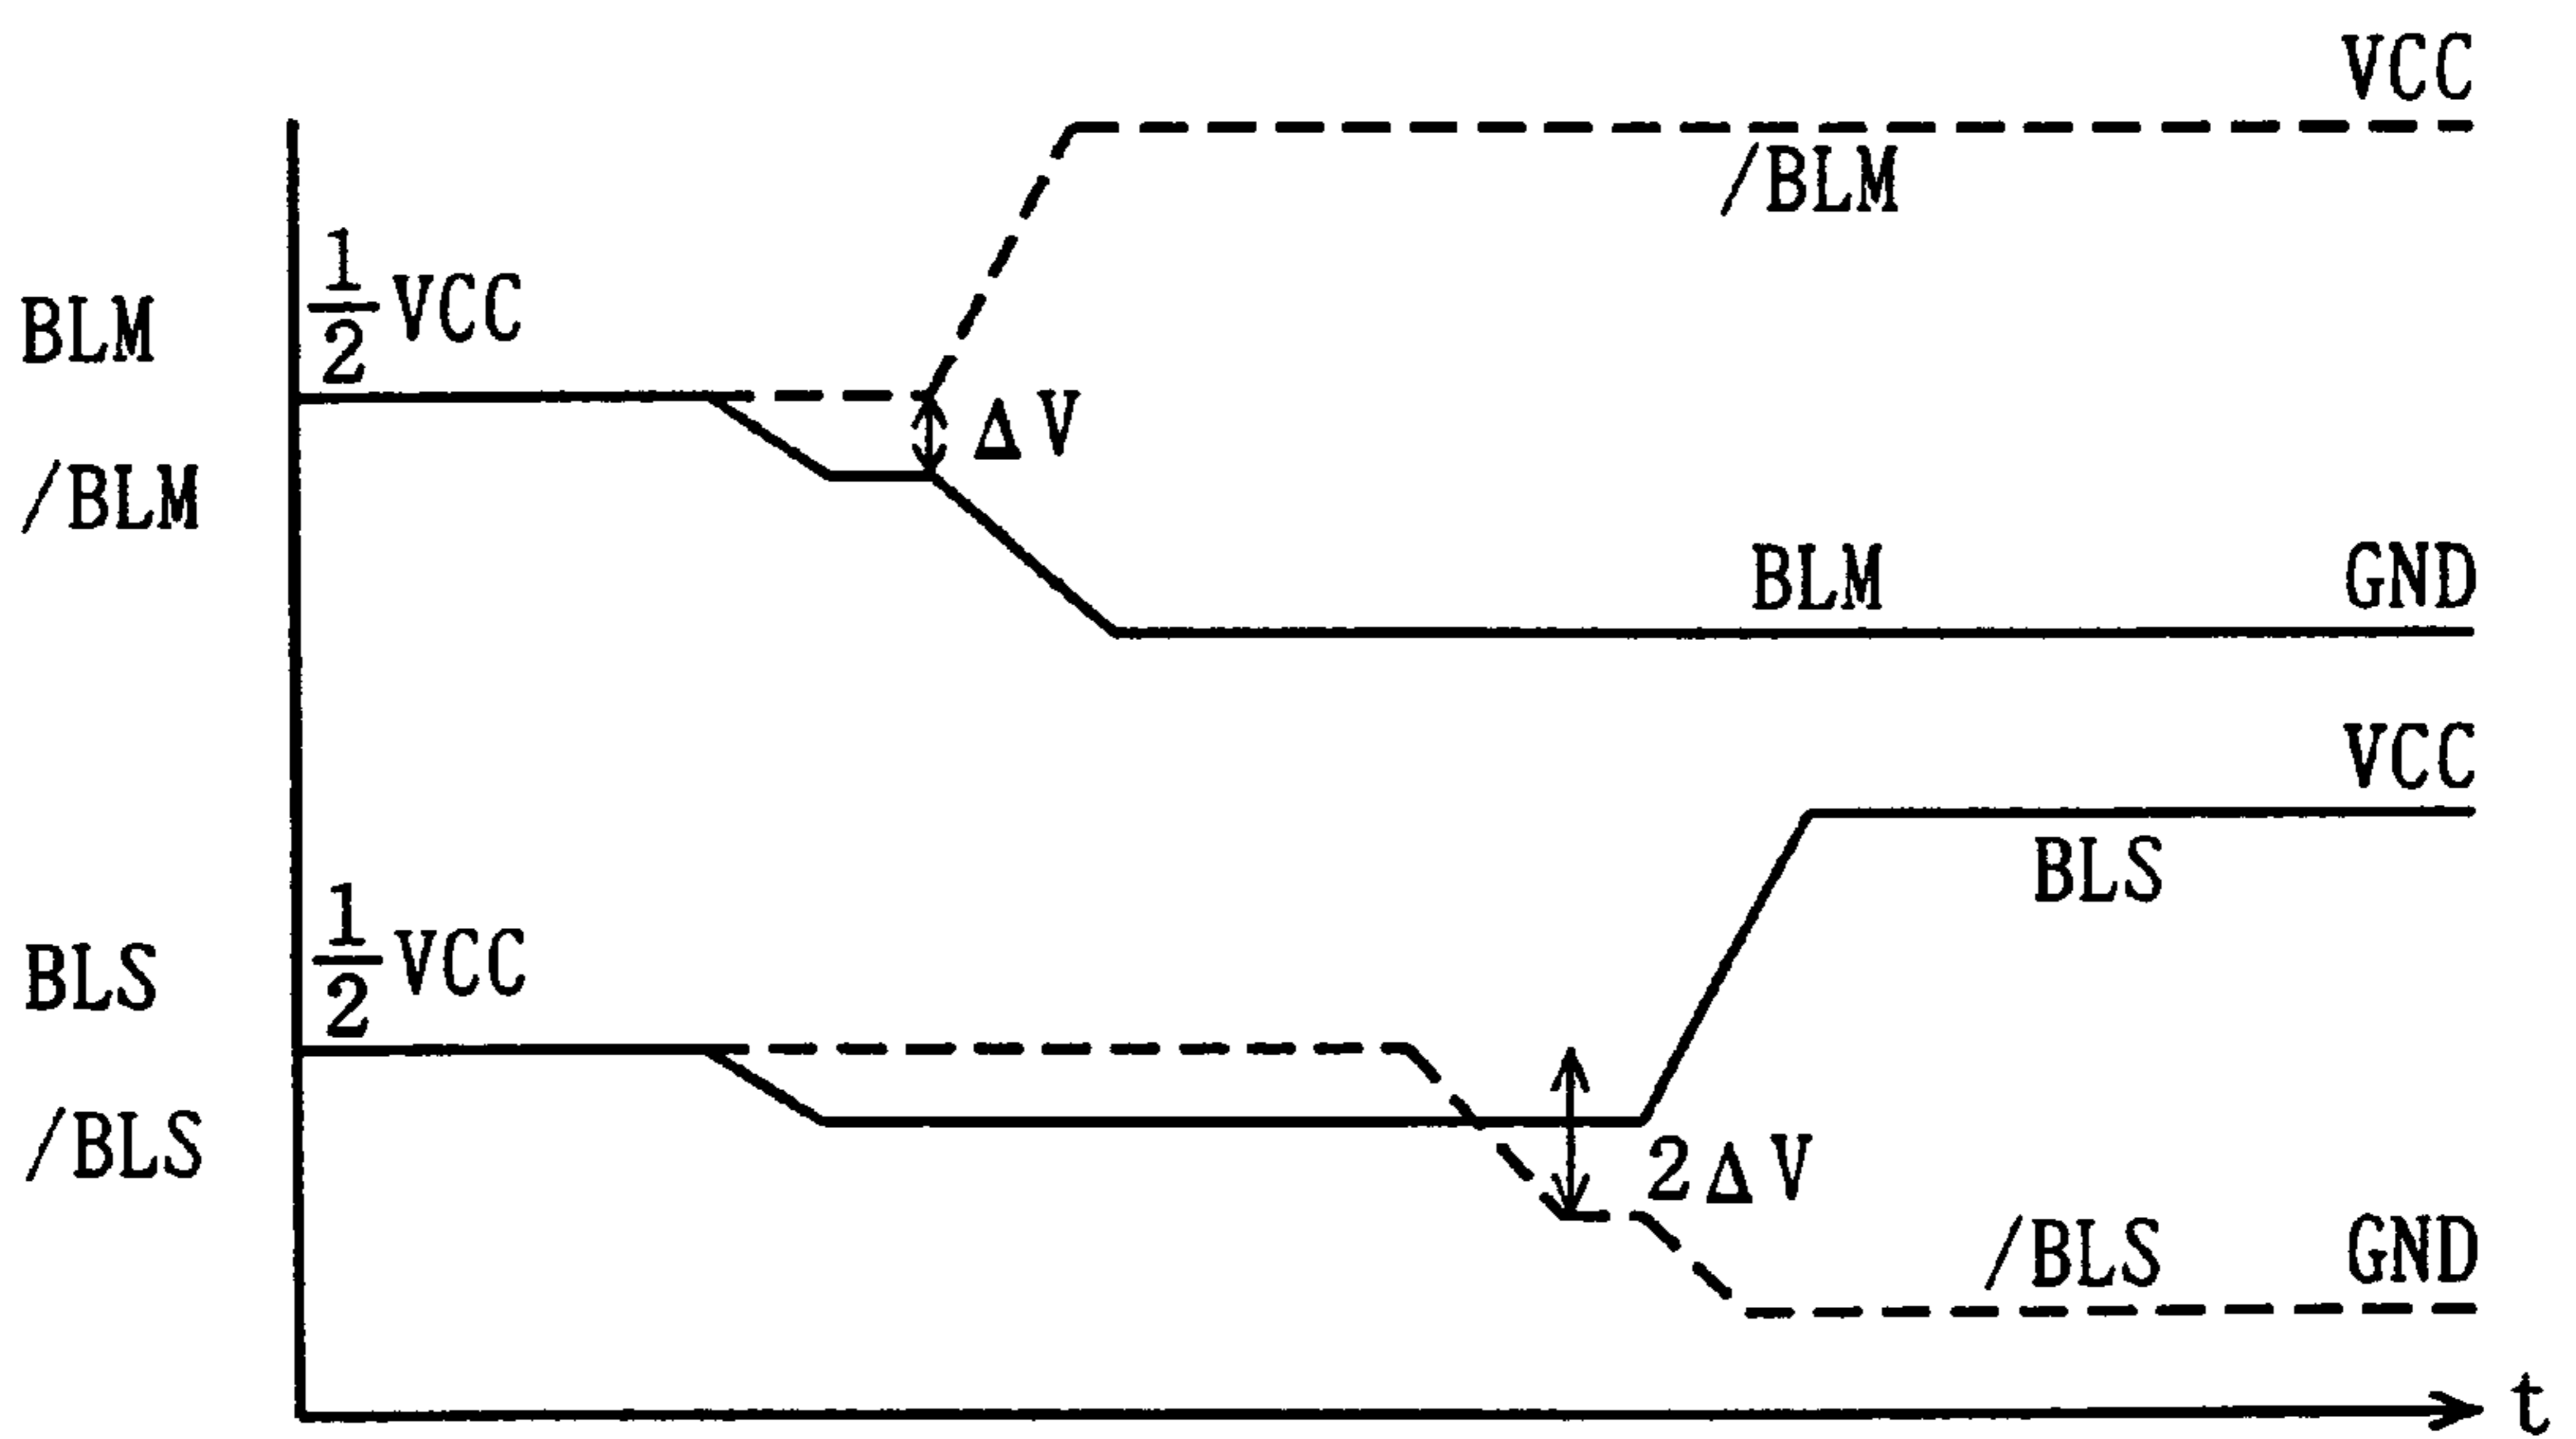 VCC
/BLM
1/2 VCC
BLM
ΔV
/BLM
BLM
GND
VCC
BLS
1/2 VCC
BLS
/BLS
2ΔV
/BLS
GND
t